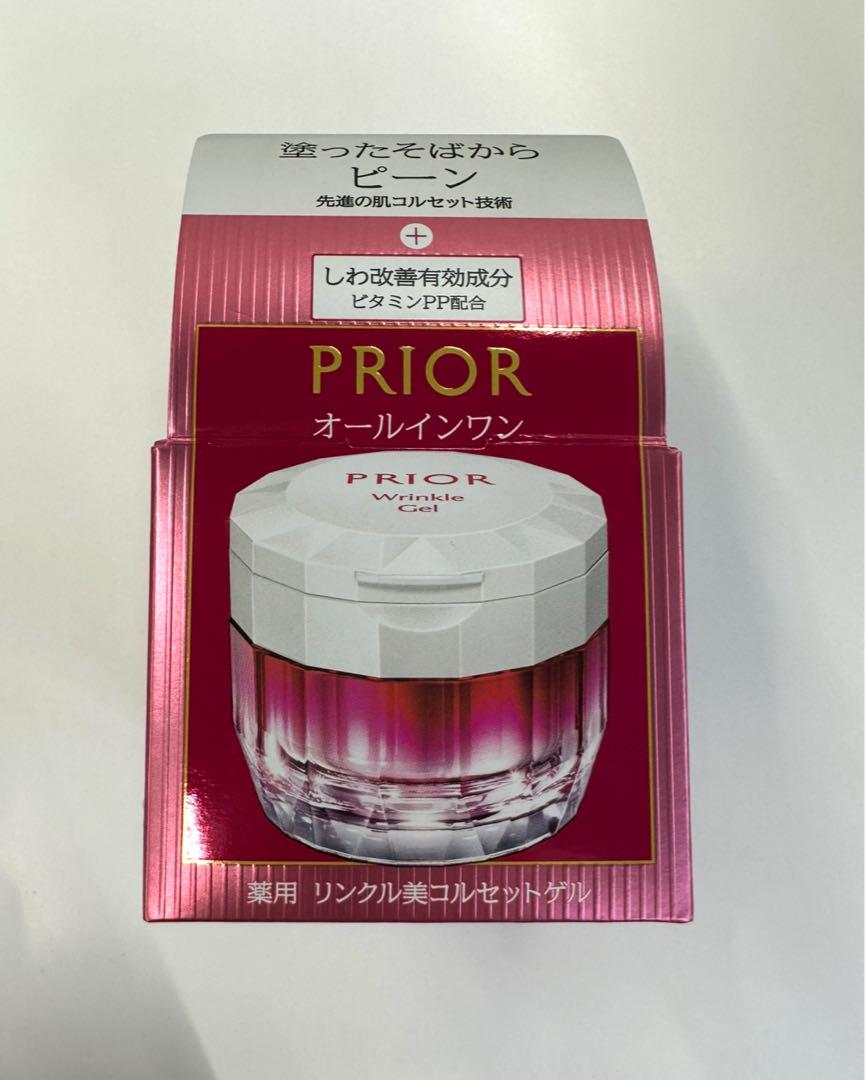 塗ったそばから
ピーン
先進の肌コルセット技術
+
しわ改善有効成分
ビタミンPP配合
PRIOR
オールインワン
PRIOR
Wrinkle
Gel
薬用 リンクル美コルセットゲル